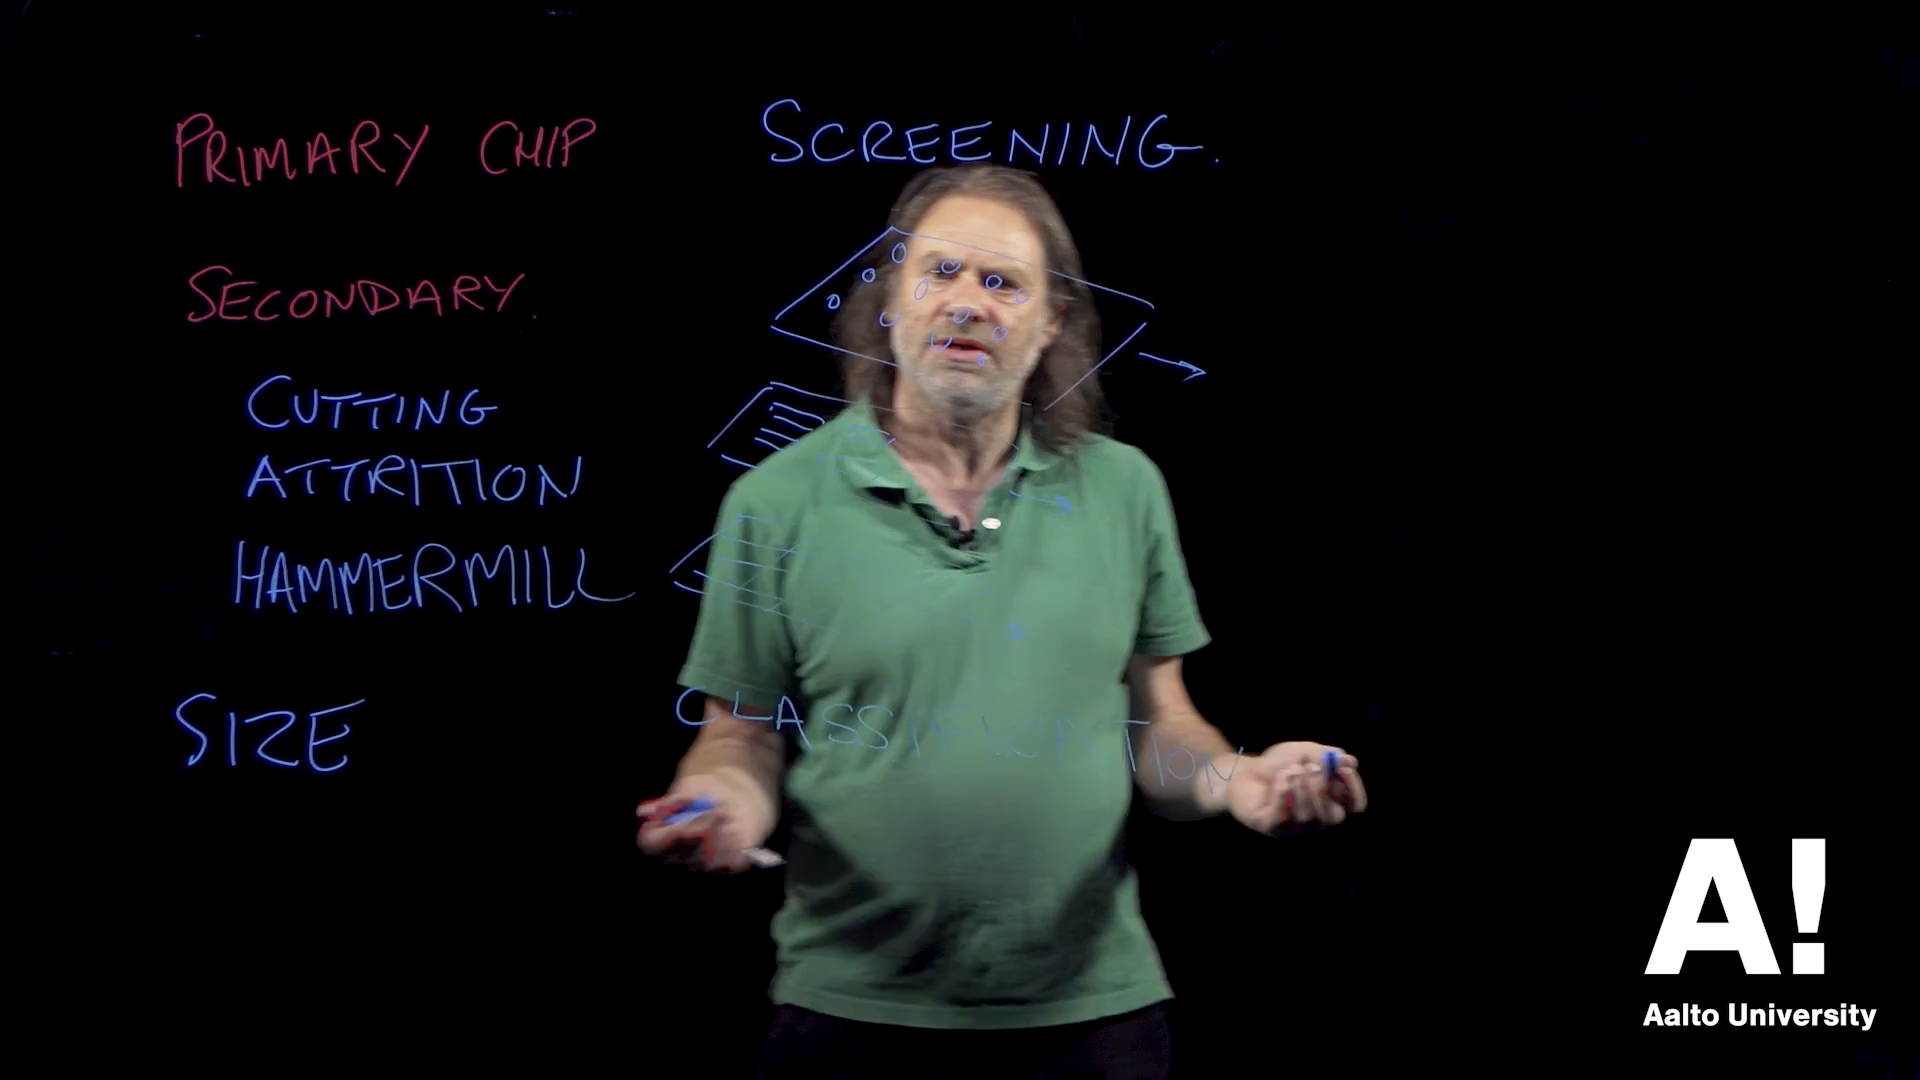 PRIMARY CHIP
SECONDARY.
CUTTING
ATTRITION
HAMMERMILL
SIZE
SCREENING.
CLASSIFICATION
A!
Aalto University